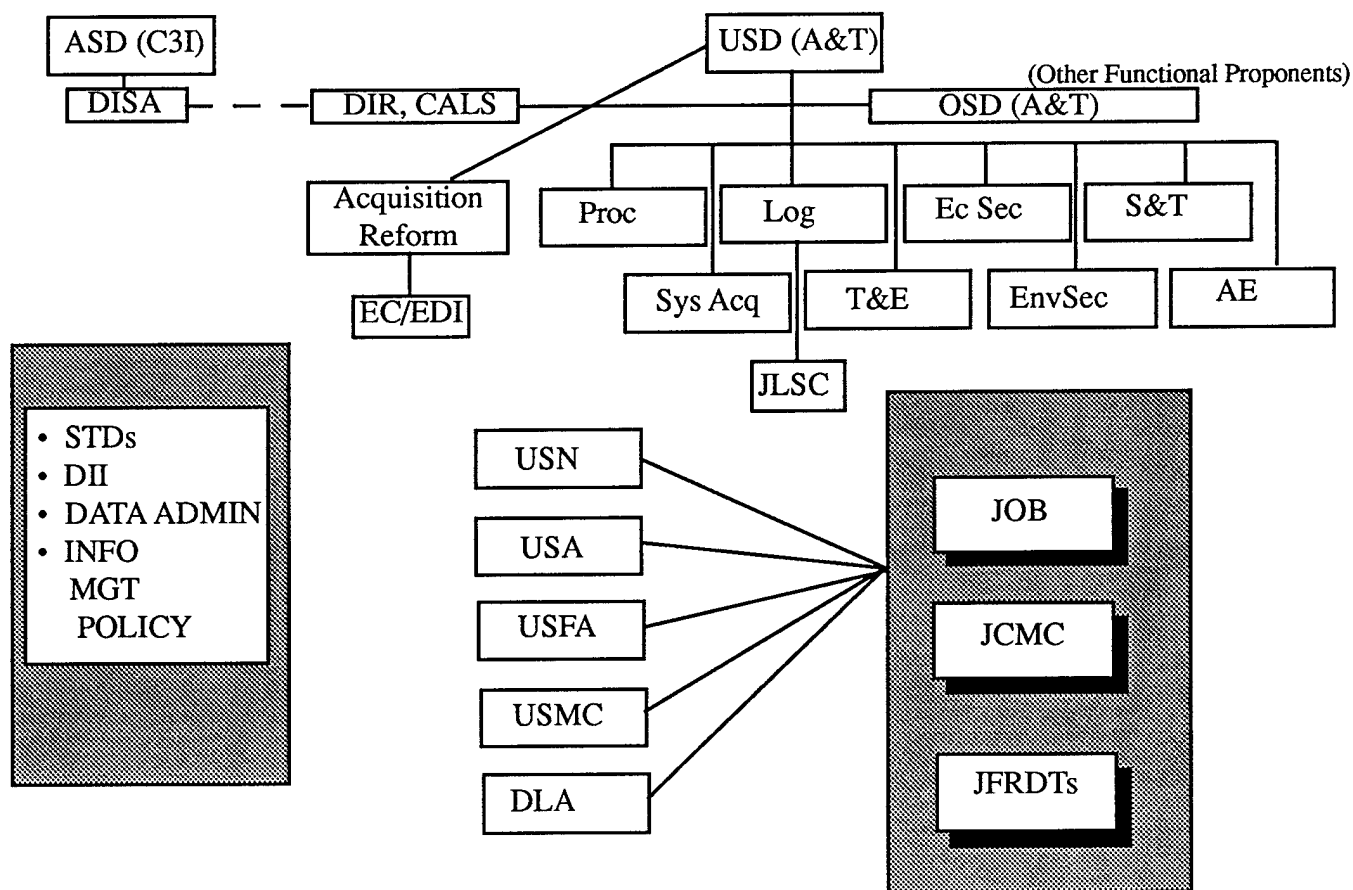 ASD (C3I)
USD (A&T)
(Other Functional Proponents)
DISA
DIR, CALS
OSD (A&T)
Acquisition
Reform
Proc
Log
Ec Sec
S&T
EC/EDI
Sys Acq
T&E
EnvSec
AE
JLSC
• STDs
• DII
• DATA ADMIN
• INFO
MGT
POLICY
USN
USA
USFA
USMC
DLA
JOB
JCMC
JFRDTs